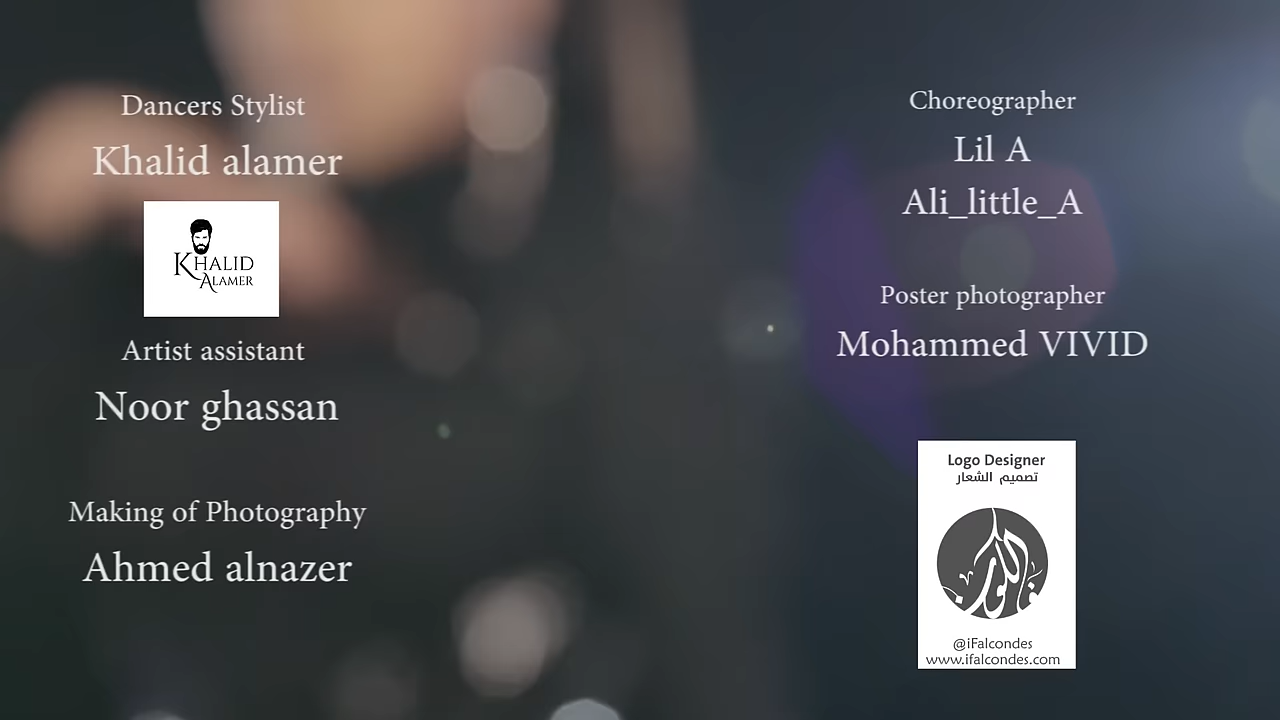 Dancers Stylist
Khalid alamer
KHALID
ALAMER
Artist assistant
Noor ghassan
Making of Photography
Ahmed alnazer
Choreographer
Lil A
Ali_little_A
Poster photographer
Mohammed VIVID
Logo Designer
تصميم الشعار
@iFalcondes
www.ifalcondes.com